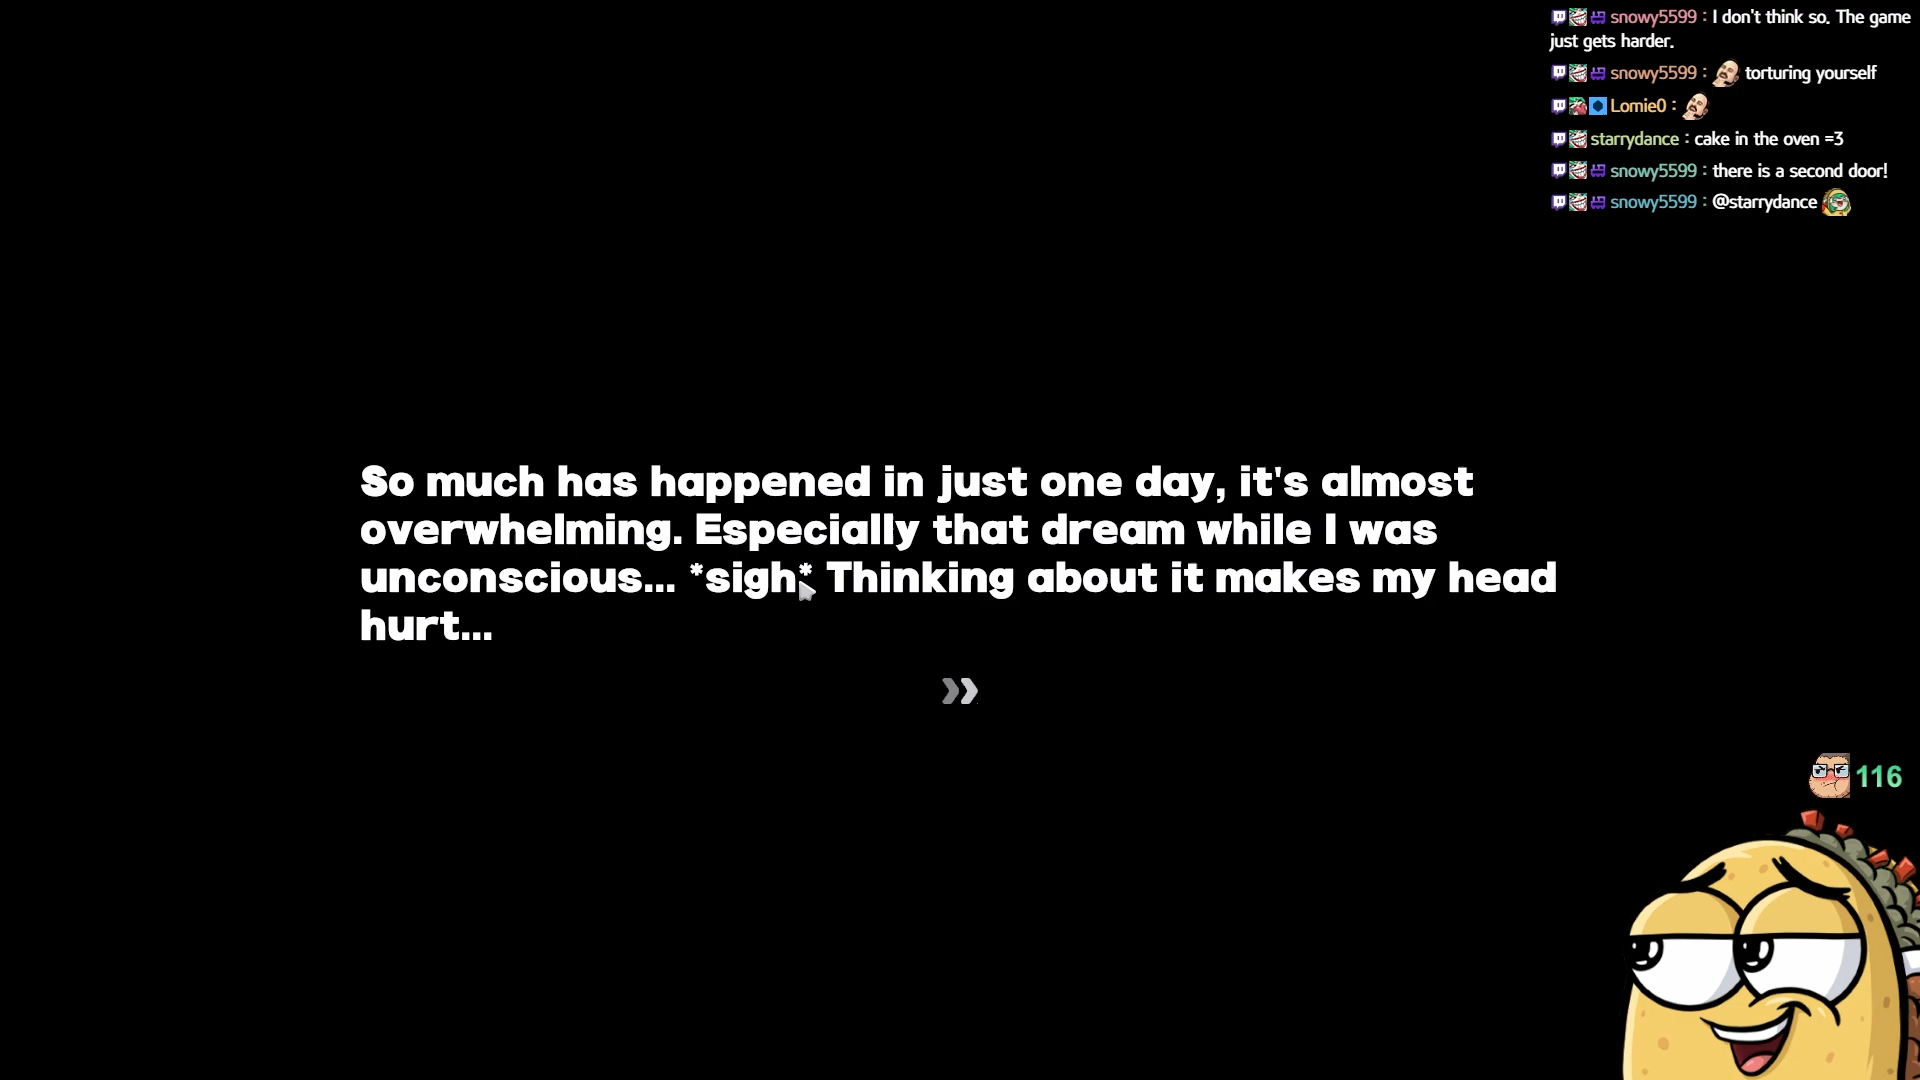 snowy5599 : I don't think so. The game
just gets harder.
snowy5599 : torturing yourself
Lomie0 :
starrydance : cake in the oven =3
snowy5599 : there is a second door!
snowy5599 : @starrydance
So much has happened in just one day, it's almost
overwhelming. Especially that dream while I was
unconscious... *sigh* Thinking about it makes my head
hurt...
116